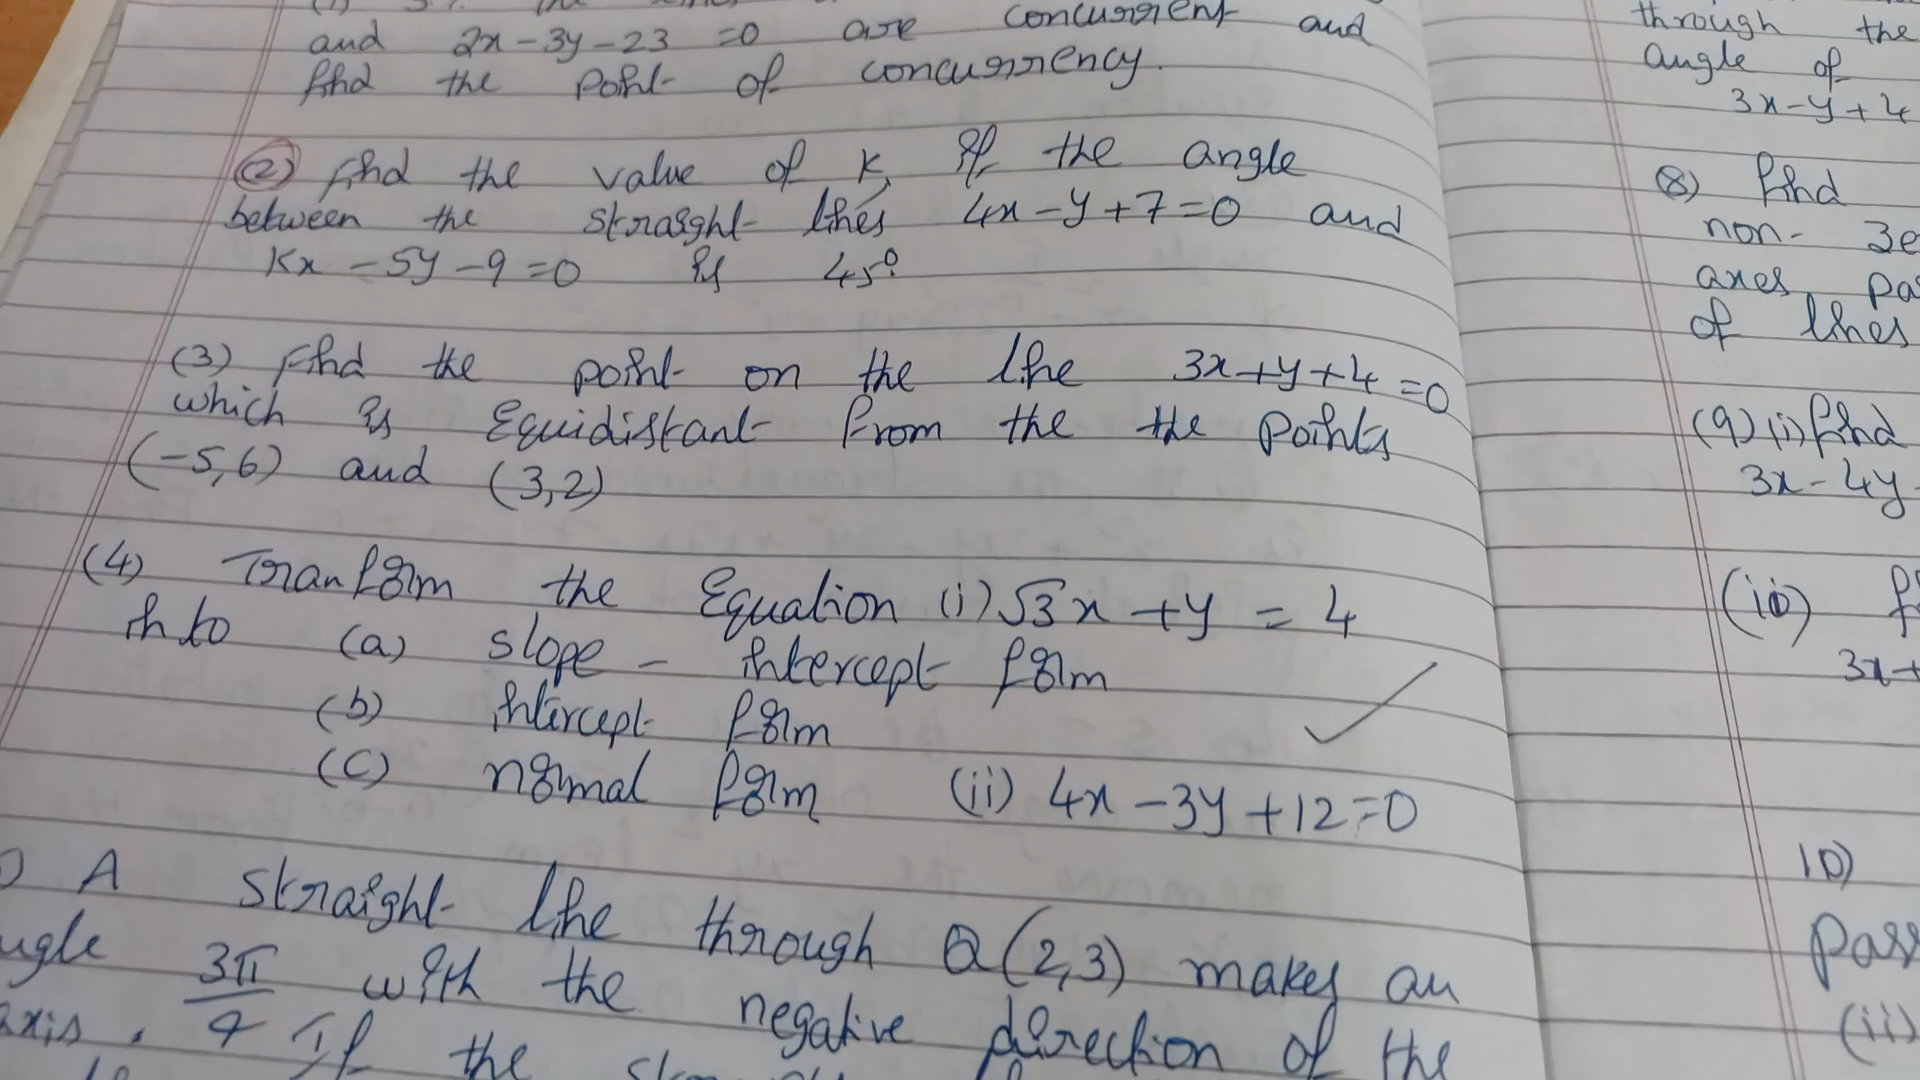 and 2x-3y-23 =0 are concurrent and
find the point of concurrency.
(2) Find the value of K, If the angle
between the straight lines 4x-y+7=0 and
Kx -5y-9=0 is 45°
(3) Find the point on the line 3x+y+4=0
which is Equidistant from the the points
(-5,6) and (3,2)
(4) Tranform the Equation (i) √3x +y = 4
into (a) slope - intercept form
(b) intercept form
(c) normal form (ii) 4x-3y+12=0
) A straight line through Q(2,3) makes an
ugle 3π/4 with the negative direction of the
axis. If the
through the
angle of
3x-y+4
(8) find
non- 3e
axes pa
of lines
(9)(i) find
3x-4y
3x+
10)
pass
(ii)